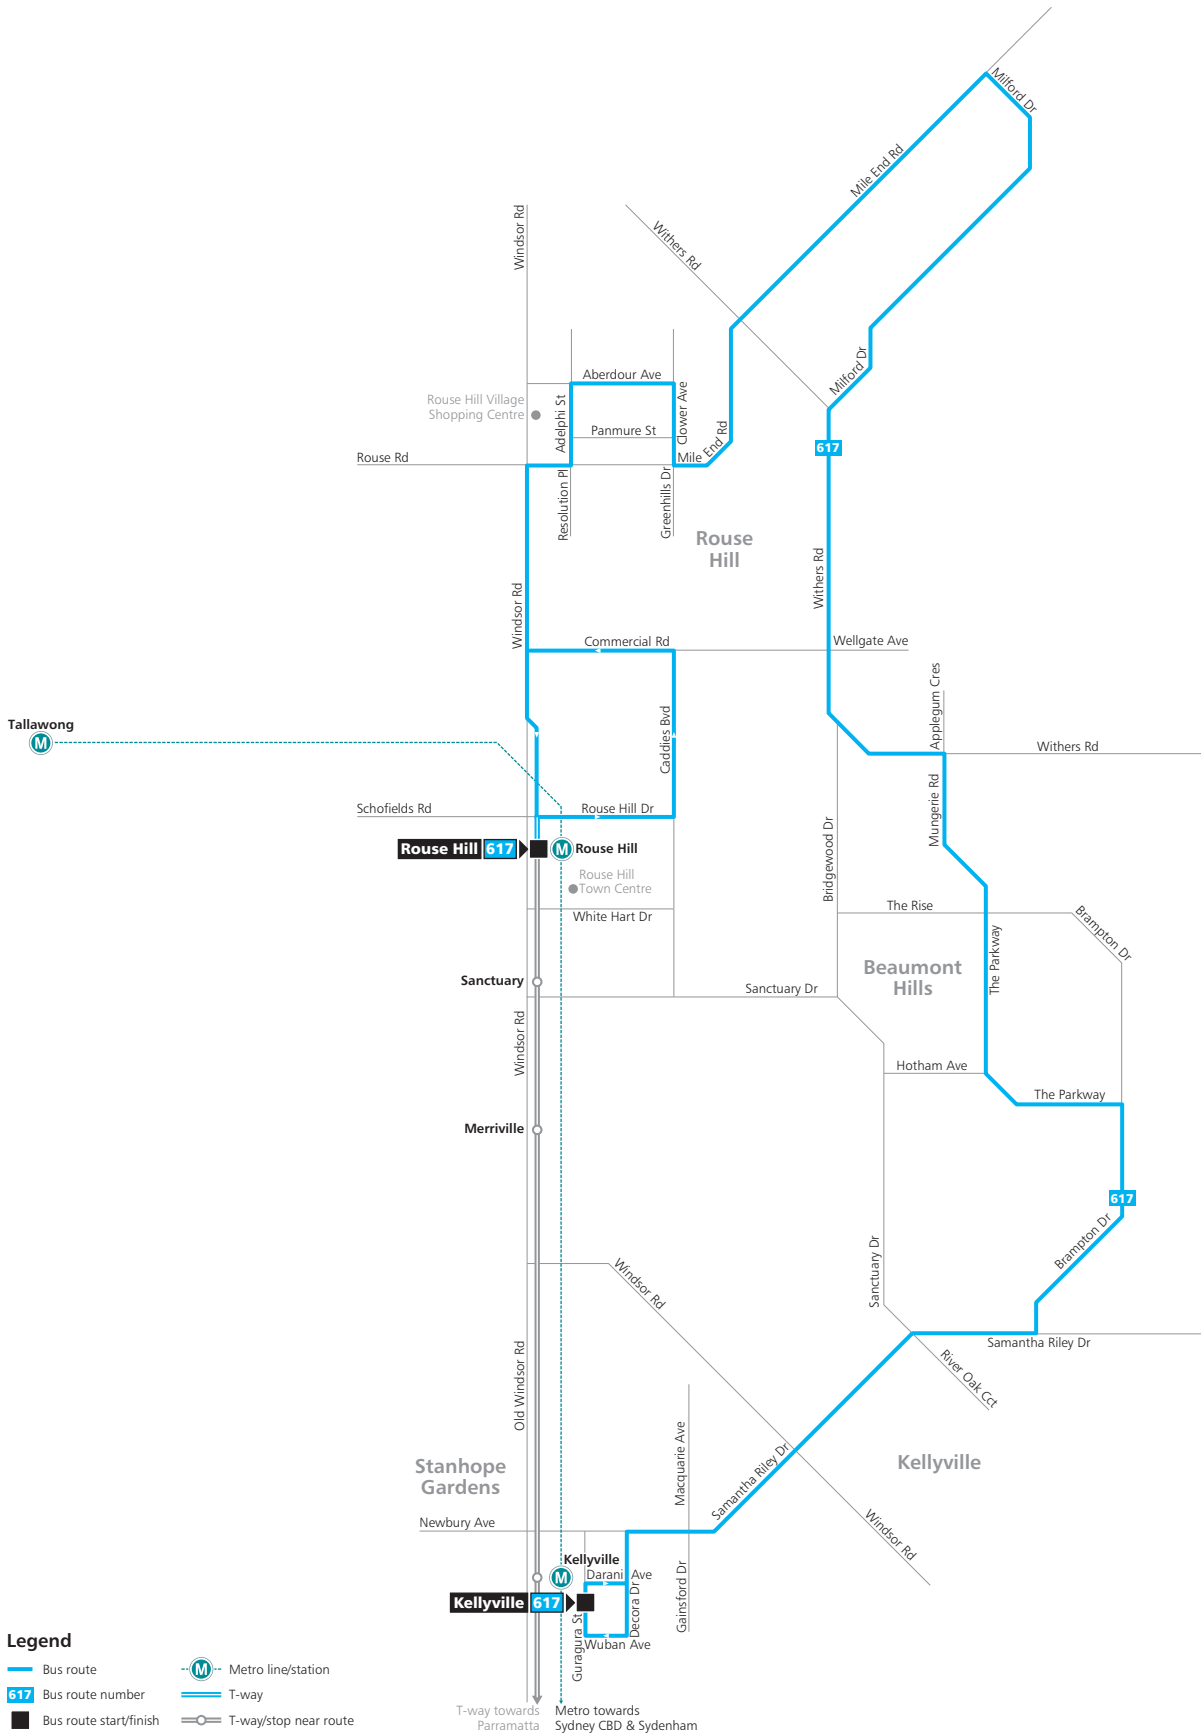 Milford Dr
Mile End Rd
Windsor Rd
Withers Rd
Milford Dr
Aberdour Ave
Rouse Hill Village
Shopping Centre
Adelphi St
Clower Ave
Panmure St
Mile End Rd
Rouse Rd
617
Resolution Pl
Greenhills Dr
Rouse
Hill
Withers Rd
Windsor Rd
Commercial Rd
Wellgate Ave
Applegum Cres
Tallawong
M
Caddies Bvd
Withers Rd
Mungerie Rd
Schofields Rd
Rouse Hill Dr
Rouse Hill 617
M
Rouse Hill
Rouse Hill
Town Centre
Bridgewood Dr
White Hart Dr
The Rise
Brampton Dr
The Parkway
Beaumont
Hills
Sanctuary
Sanctuary Dr
Windsor Rd
Hotham Ave
The Parkway
Merriville
617
Brampton Dr
Sanctuary Dr
Windsor Rd
Samantha Riley Dr
River Oak Cct
Old Windsor Rd
Macquarie Ave
Samantha Riley Dr
Kellyville
Stanhope
Gardens
Newbury Ave
Windsor Rd
Kellyville
M
Darani Ave
Gainsford Dr
Decora Dr
Kellyville 617
Guragura St
Wuban Ave
Legend
Bus route
617 Bus route number
Bus route start/finish
M Metro line/station
T-way
T-way/stop near route
T-way towards
Parramatta
Metro towards
Sydney CBD & Sydenham